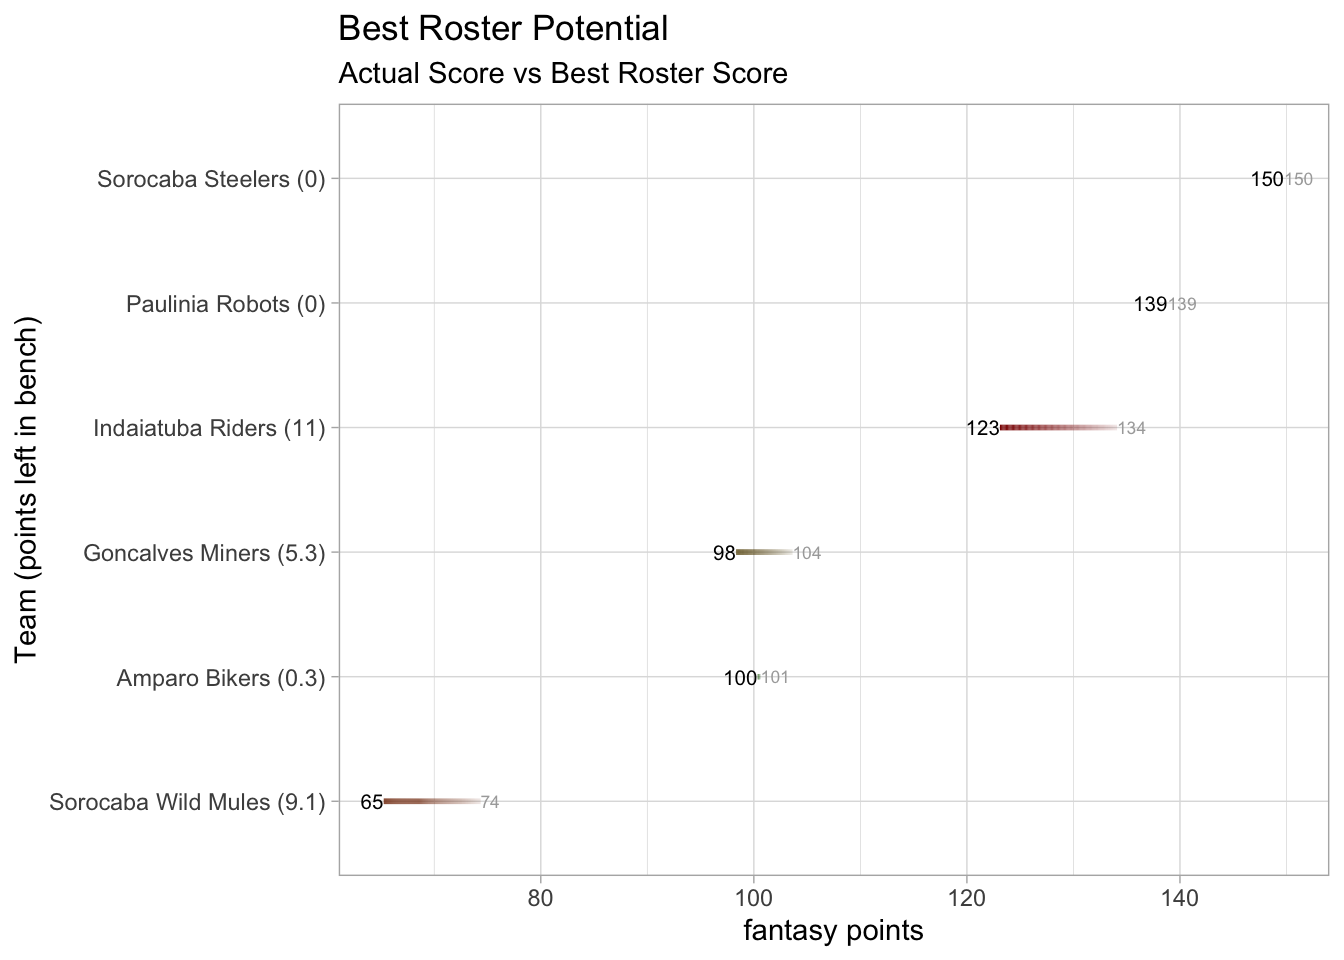 Best Roster Potential
Actual Score vs Best Roster Score
Team (points left in bench)
Sorocaba Steelers (0)
150 150
Paulinia Robots (0)
139 139
Indaiatuba Riders (11)
123 134
Goncalves Miners (5.3)
98 104
Amparo Bikers (0.3)
100 101
Sorocaba Wild Mules (9.1)
65 74
80 100 120 140
fantasy points